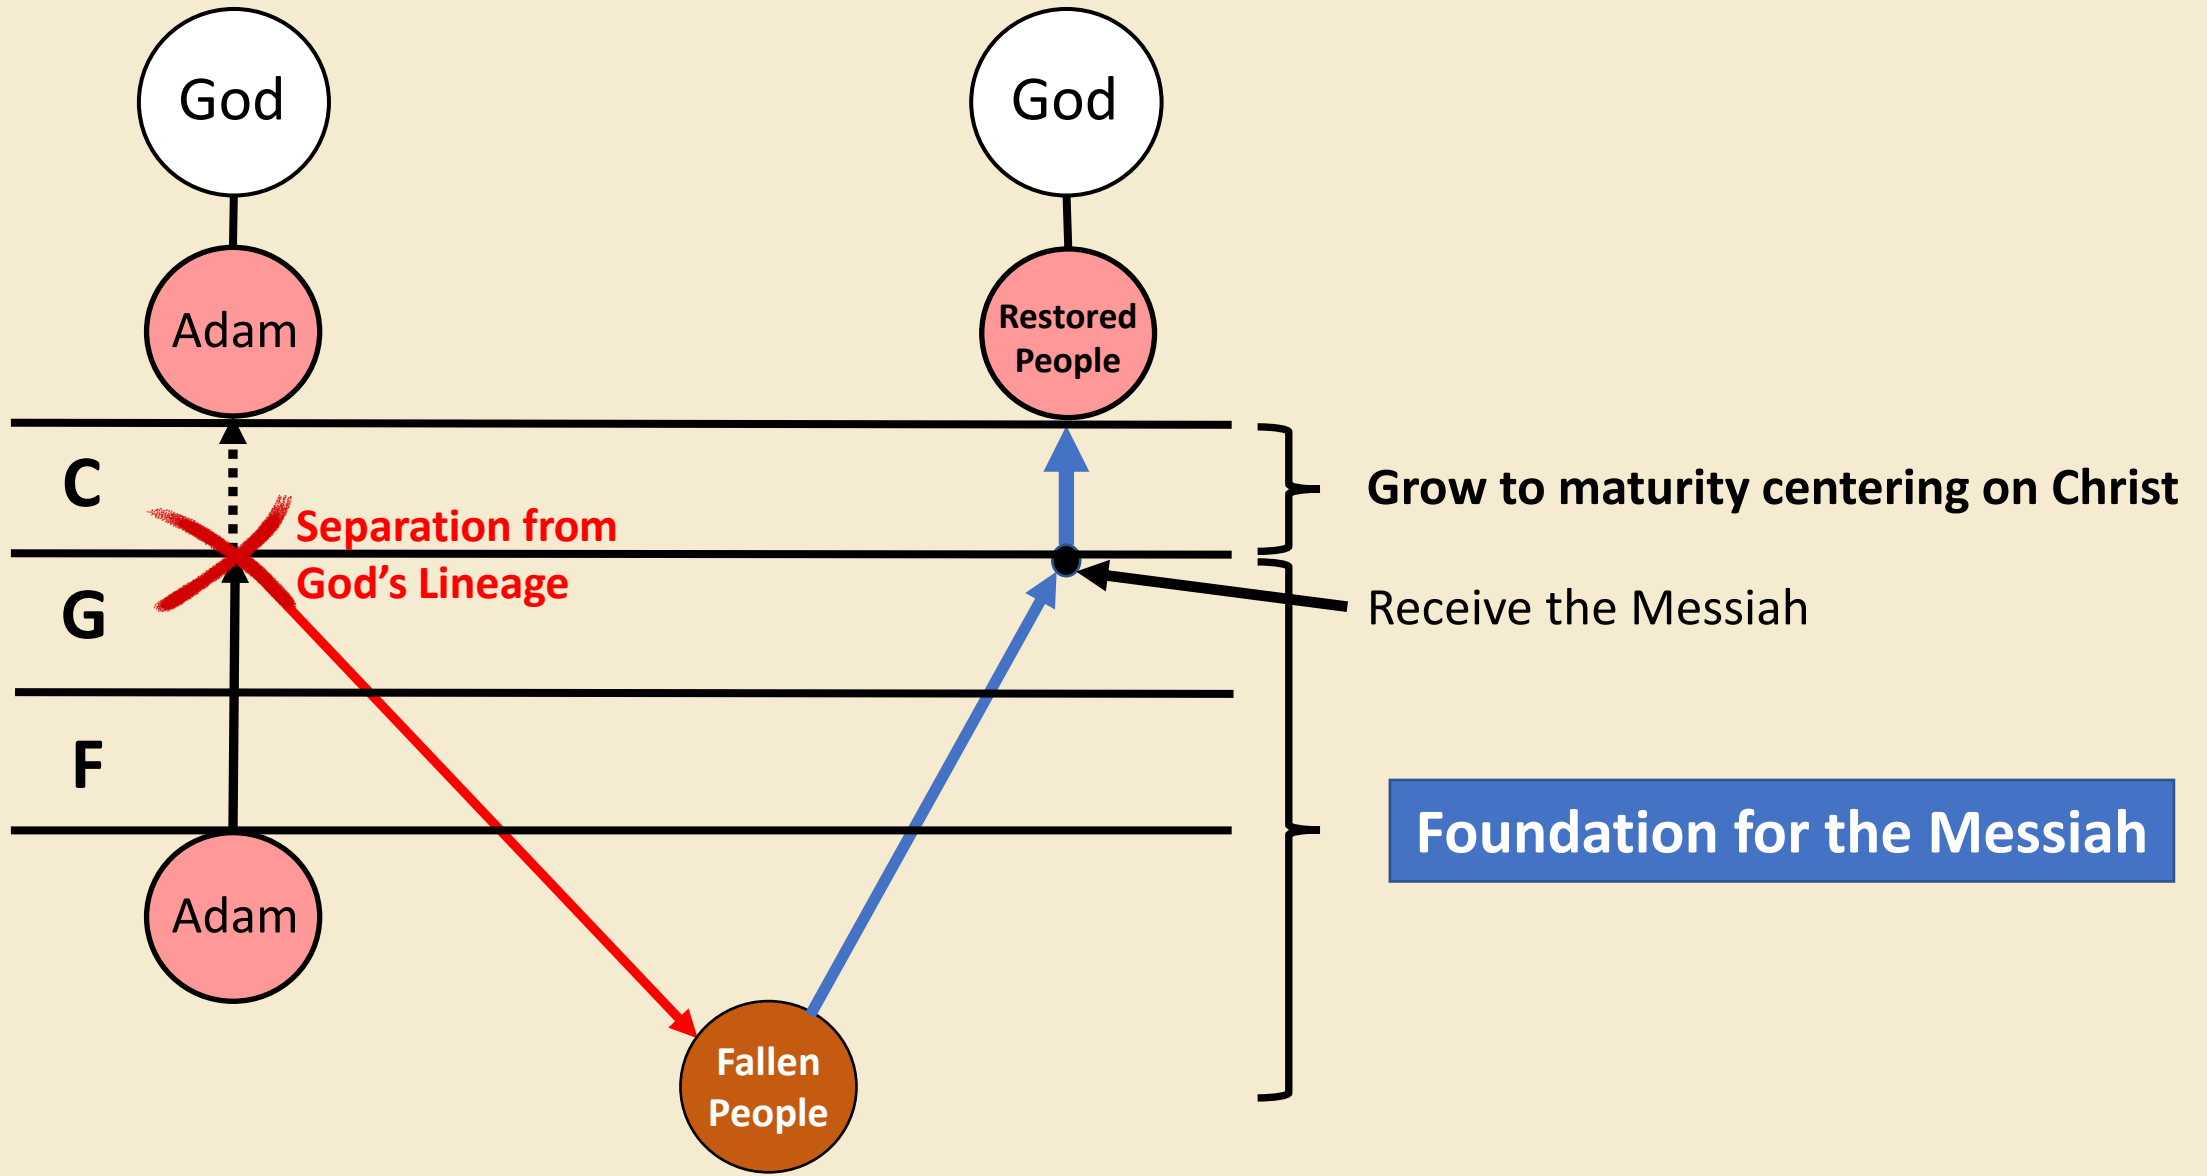 God
God
Adam
Restored
People
C
Grow to maturity centering on Christ
Separation from
God’s Lineage
G
Receive the Messiah
F
Foundation for the Messiah
Adam
Fallen
People